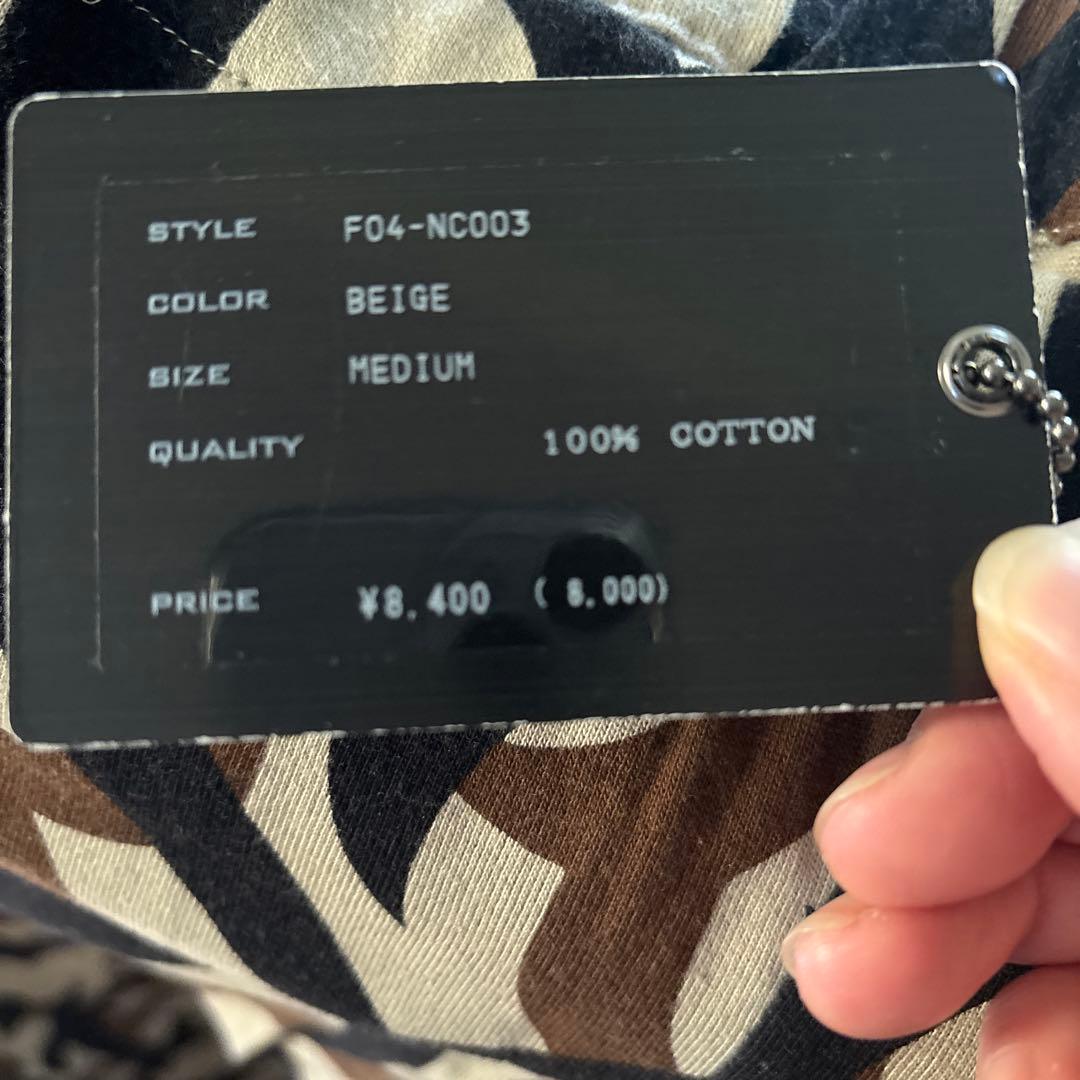 STYLE F04-NC003
COLOR BEIGE
SIZE MEDIUM
QUALITY 100% COTTON
PRICE ¥8,400 (8,000)